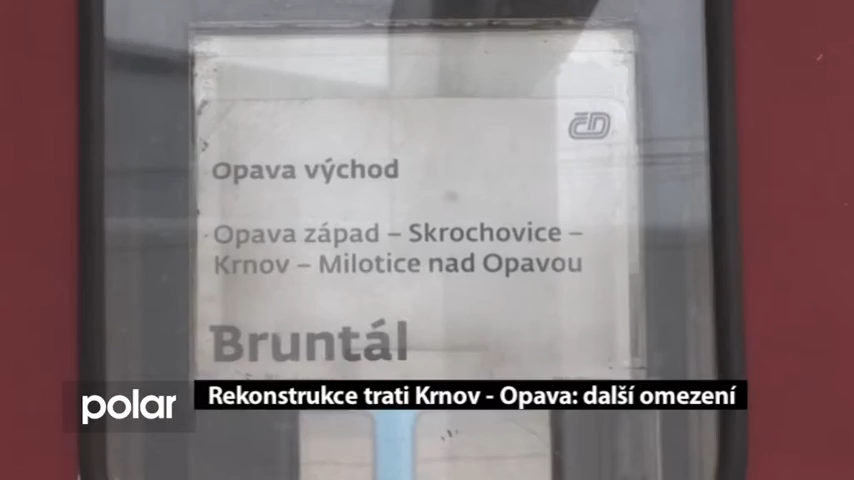 ČD
Opava východ
Opava západ – Skrochovice –
Krnov – Milotice nad Opavou
Bruntál
polar
Rekonstrukce trati Krnov - Opava: další omezení